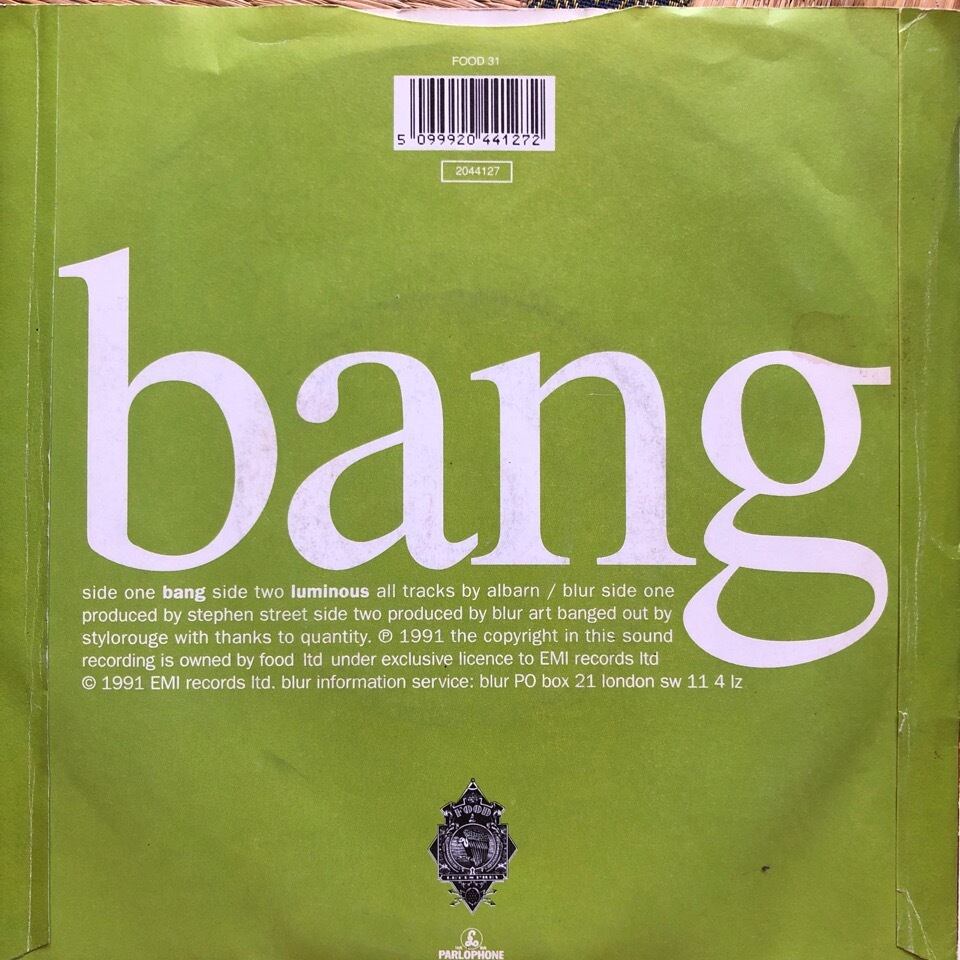 FOOD 31
5 099920 441272
2044127
bang
side one bang side two luminous all tracks by albarn / blur side one
produced by stephen street side two produced by blur art banged out by
stylorouge with thanks to quantity. ℗ 1991 the copyright in this sound
recording is owned by food ltd under exclusive licence to EMI records ltd
© 1991 EMI records ltd. blur information service: blur PO box 21 london sw 11 4 lz
FOOD
PARLOPHONE